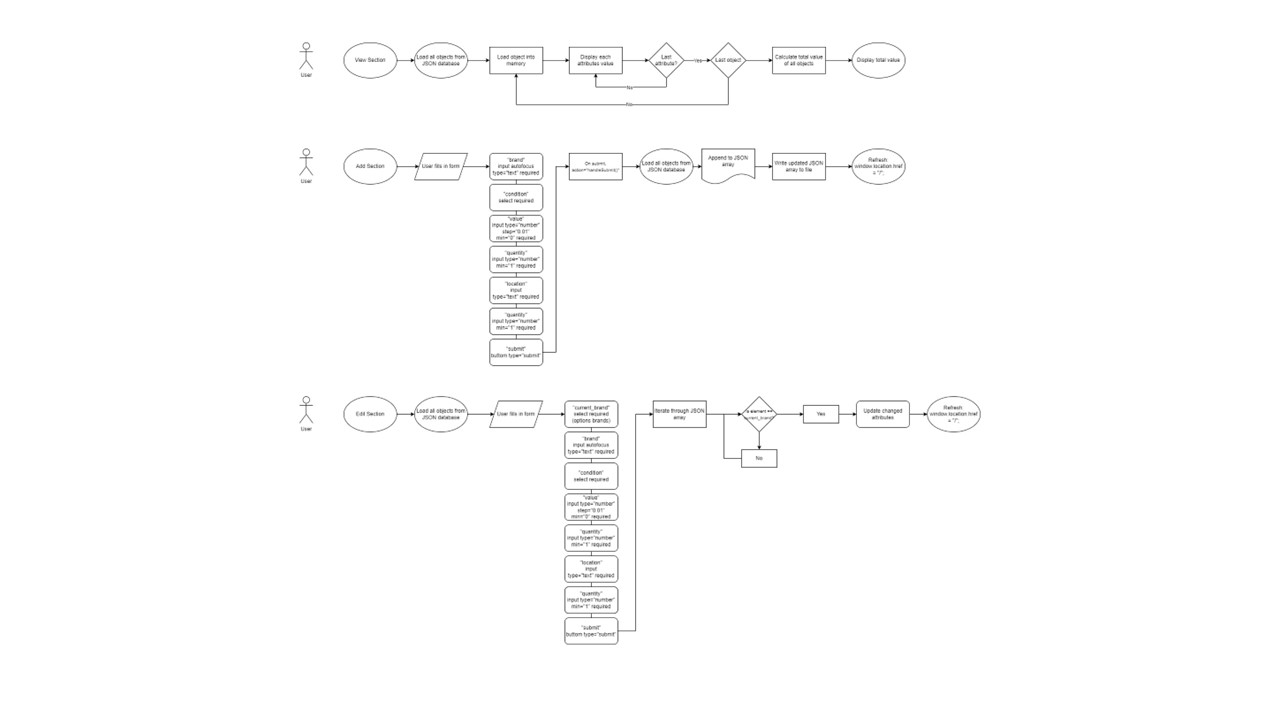 User
View Section
Load all objects from
JSON database
Load object into
memory
Display each
attributes value
Last
attribute?
Yes
Last object
Calculate total value
of all objects
Display total value
No
No
User
Add Section
User fills in form
"brand"
input autofocus
type="text" required
"condition"
select required
"value"
input type="number"
step="0.01"
min="0" required
"quantity"
input type="number"
min="1" required
"location"
input
type="text" required
"quantity"
input type="number"
min="1" required
"submit"
buttom type="submit"
On submit,
action="handleSubmit()"
Load all objects from
JSON database
Append to JSON
array
Write updated JSON
array to file
Refresh
window.location.href
= "/";
User
Edit Section
Load all objects from
JSON database
User fills in form
"current_brand"
select required
(options brands)
"brand"
input autofocus
type="text" required
"condition"
select required
"value"
input type="number"
step="0.01"
min="0" required
"quantity"
input type="number"
min="1" required
"location"
input
type="text" required
"quantity"
input type="number"
min="1" required
"submit"
buttom type="submit"
Iterate through JSON
array
is element ==
current_brand?
Yes
No
Update changed
attributes
Refresh
window.location.href
= "/";